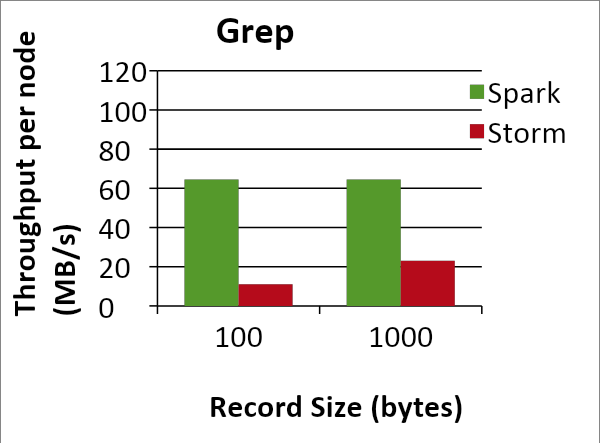 Grep
Throughput per node
(MB/s)
120
100
80
60
40
20
0
Spark
Storm
100
1000
Record Size (bytes)